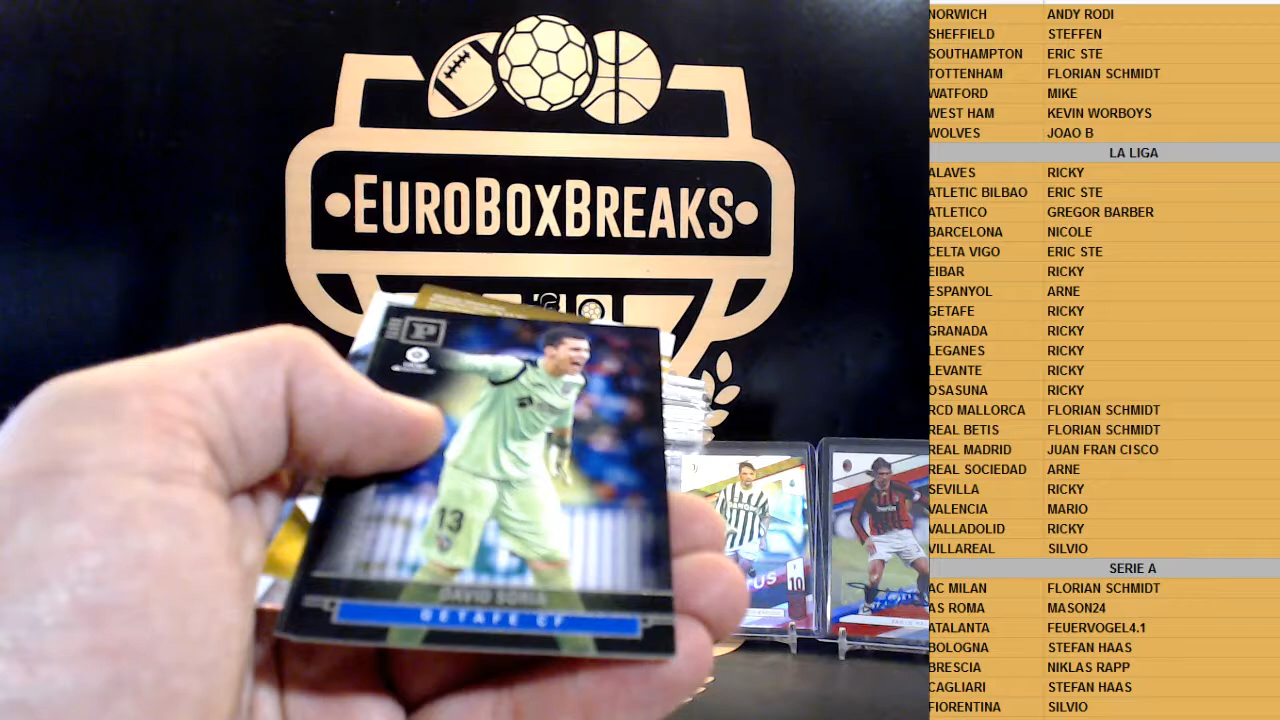 EUROBOXBREAKS
P
13
DAVID SORIA
GETAFE CF
10
NORWICH ANDY RODI
SHEFFIELD STEFFEN
SOUTHAMPTON ERIC STE
TOTTENHAM FLORIAN SCHMIDT
WATFORD MIKE
WEST HAM KEVIN WORBOYS
WOLVES JOAO B
LA LIGA
ALAVES RICKY
ATLETIC BILBAO ERIC STE
ATLETICO GREGOR BARBER
BARCELONA NICOLE
CELTA VIGO ERIC STE
EIBAR RICKY
ESPANYOL ARNE
GETAFE RICKY
GRANADA RICKY
LEGANES RICKY
LEVANTE RICKY
OSASUNA RICKY
RCD MALLORCA FLORIAN SCHMIDT
REAL BETIS FLORIAN SCHMIDT
REAL MADRID JUAN FRAN CISCO
REAL SOCIEDAD ARNE
SEVILLA RICKY
VALENCIA MARIO
VALLADOLID RICKY
VILLAREAL SILVIO
SERIE A
AC MILAN FLORIAN SCHMIDT
AS ROMA MASON24
ATALANTA FEUERVOGEL4.1
BOLOGNA STEFAN HAAS
BRESCIA NIKLAS RAPP
CAGLIARI STEFAN HAAS
FIORENTINA SILVIO